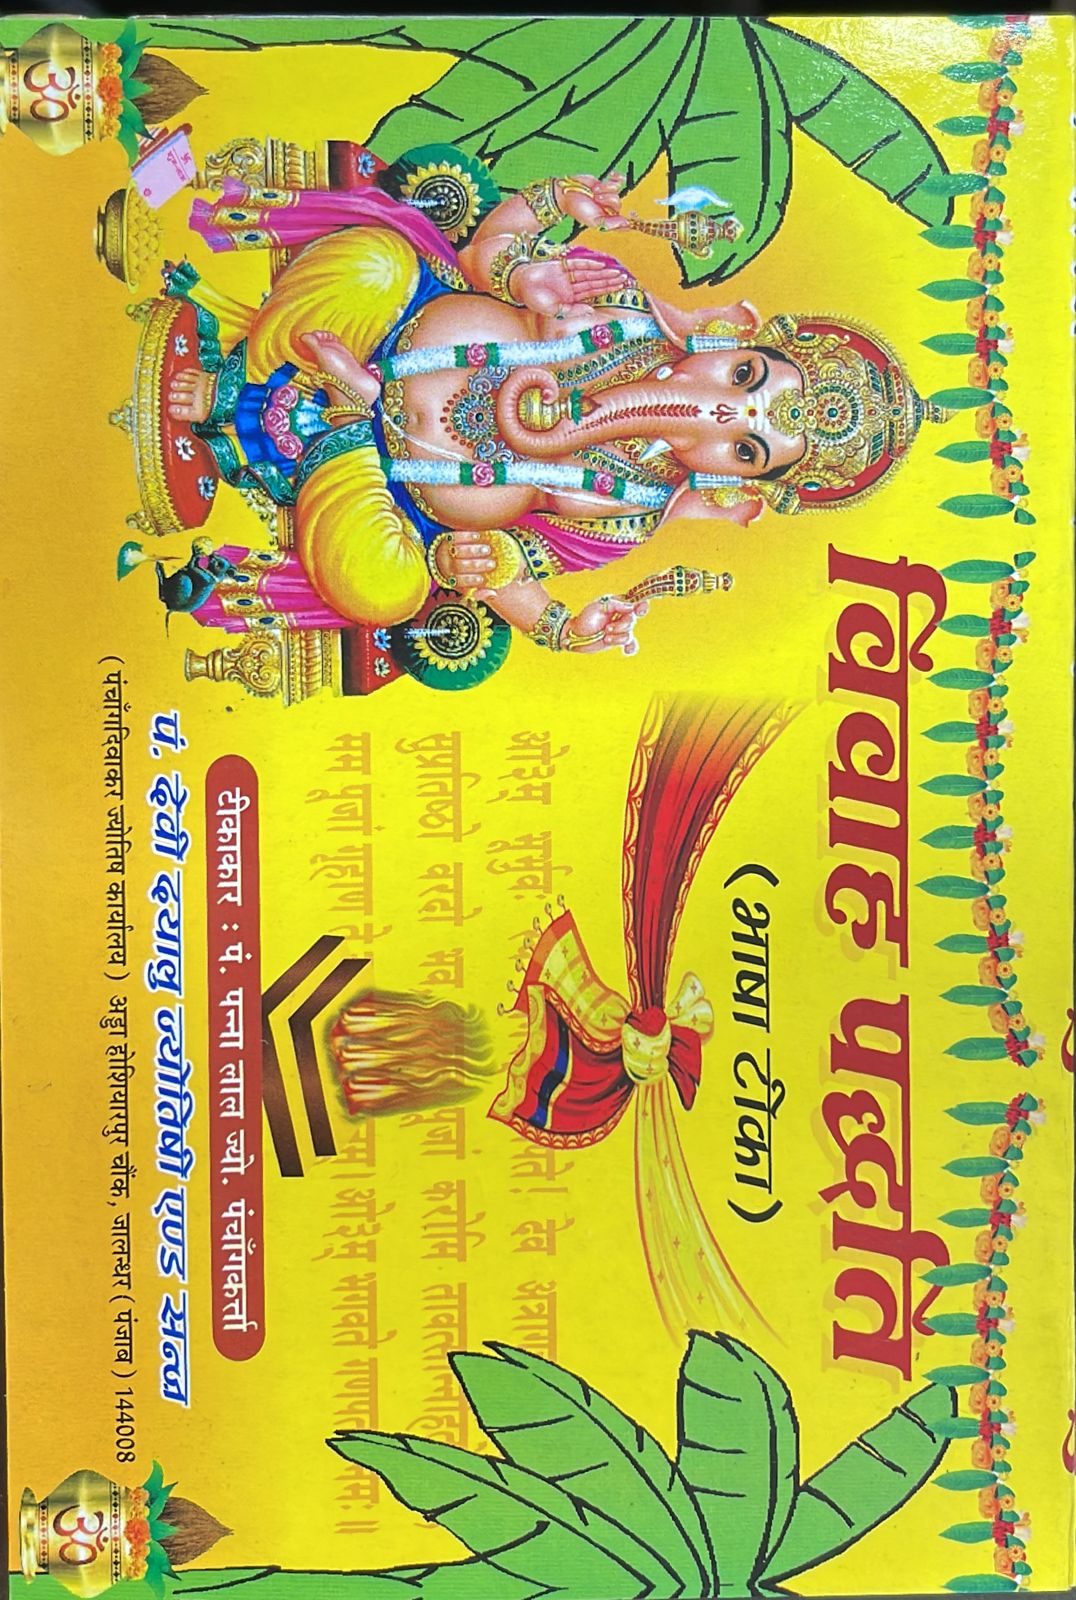 विवाह पद्धति
(भाषा टीका)
ओ३म् भूर्भुवः पते! देव
सुप्रतिष्ठो वरदो भव पूजां करोमि
मम पूजां गृहाण ते ओ३म् भगवते नमः॥
टीकाकार : पं. पन्ना लाल ज्यो. पंचाँगकर्त्ता
पं. देवी दयालु ज्योतिषी एण्ड सन्ज़
(पंचाँगदिवाकर ज्योतिष कार्यालय) अड्डा होशियारपुर चौंक, जालन्धर (पंजाब) 144008
ॐ
ॐ